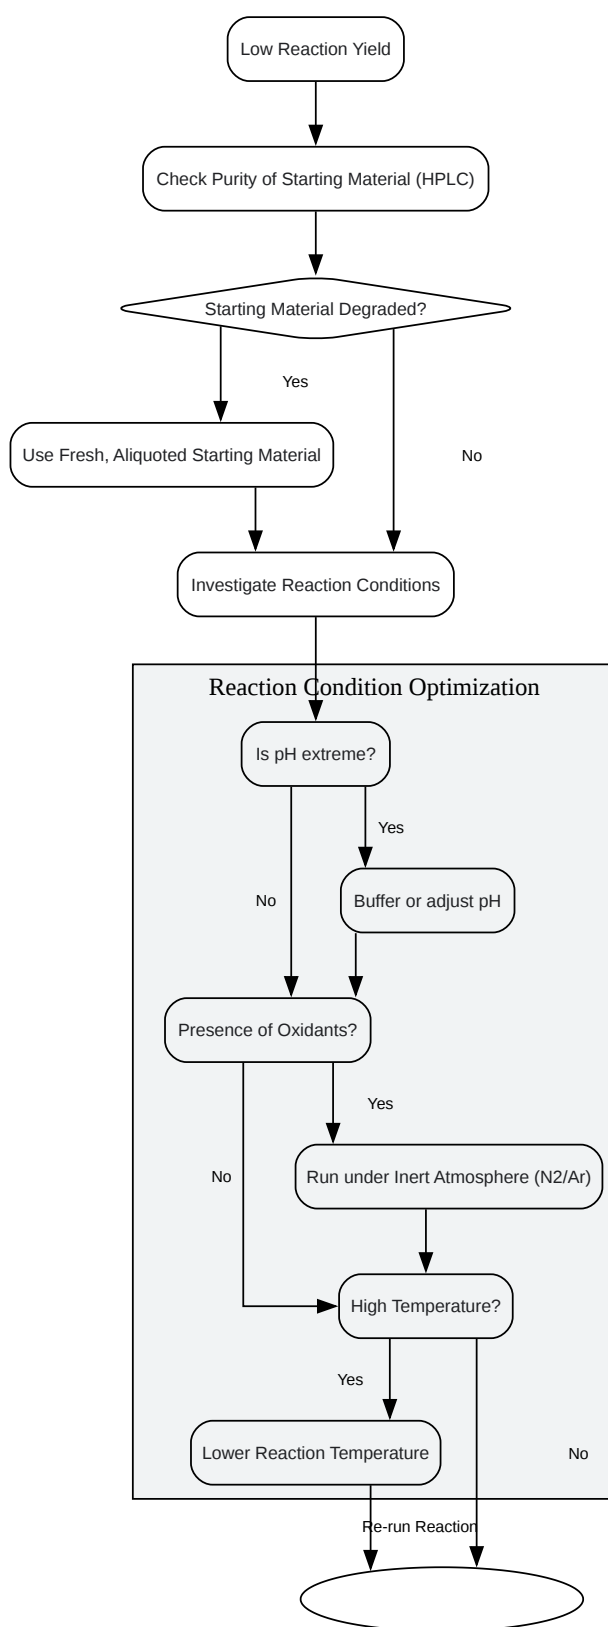 Low Reaction Yield
Check Purity of Starting Material (HPLC)
Starting Material Degraded?
Yes
Use Fresh, Aliquoted Starting Material
No
Investigate Reaction Conditions
Reaction Condition Optimization
Is pH extreme?
Yes
No
Buffer or adjust pH
Presence of Oxidants?
Yes
No
Run under Inert Atmosphere (N2/Ar)
High Temperature?
Yes
Lower Reaction Temperature
No
Re-run Reaction